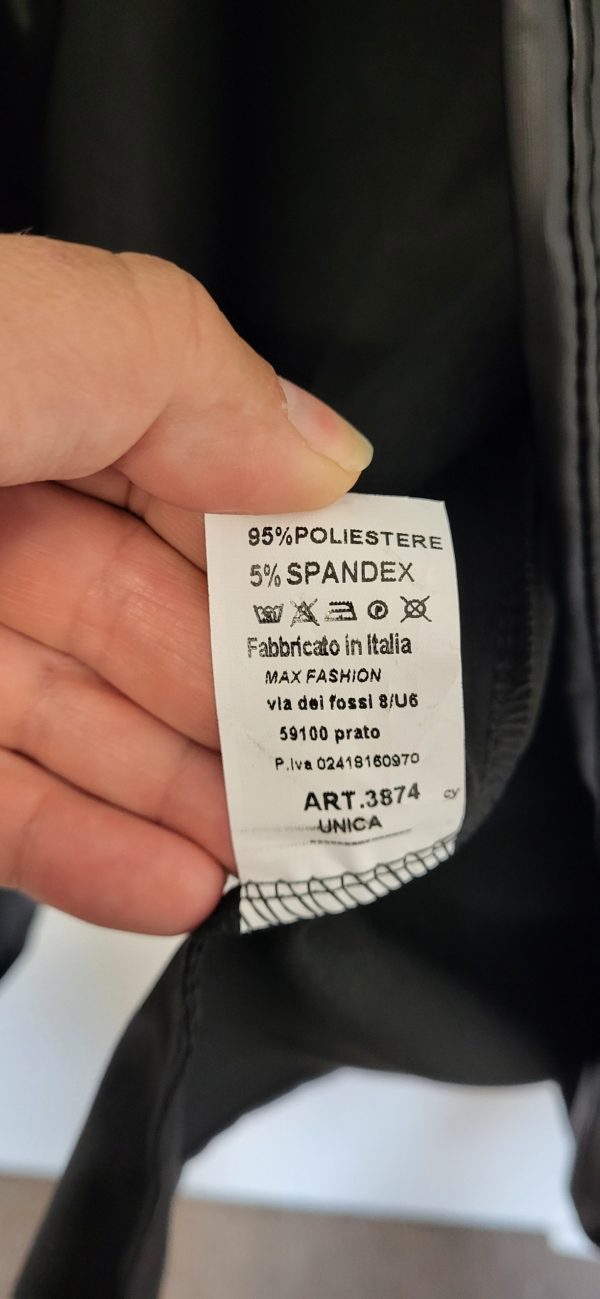 95%POLIESTERE
5% SPANDEX
Fabbricato in Italia
MAX FASHION
via dei fossi 8/U6
59100 prato
P.Iva 02418160970
ART.3874 cy
UNICA